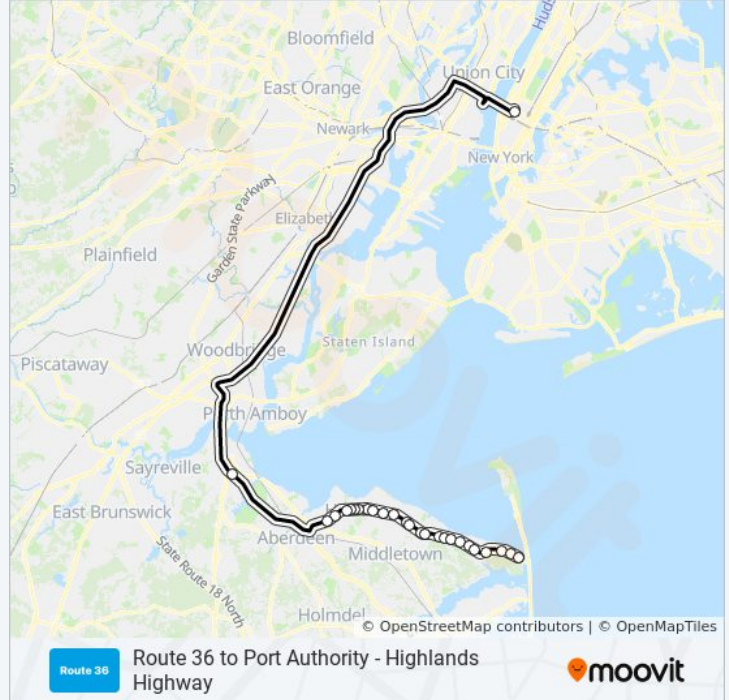 Hud
Bloomfield
Union City
East Orange
Newark
New York
Garden State Parkway
Elizabet
Plainfield
Woodbridge
Staten Island
Piscataway
Perth Amboy
Sayreville
East Brunswick
Aberdeen
Middletown
State Route 18 North
Holmdel
© OpenStreetMap contributors | © OpenMapTiles
Route 36
Route 36 to Port Authority - Highlands
Highway
moovit